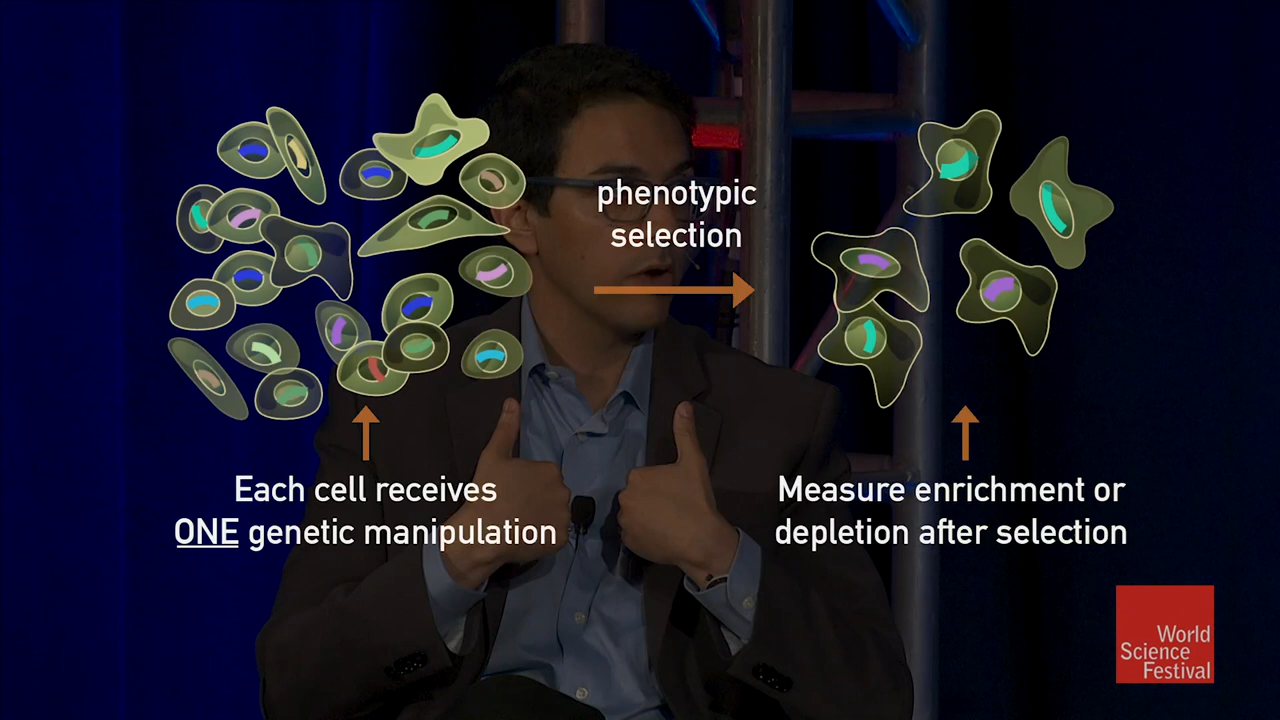 phenotypic
selection
Each cell receives
ONE genetic manipulation
Measure enrichment or
depletion after selection
World
Science
Festival